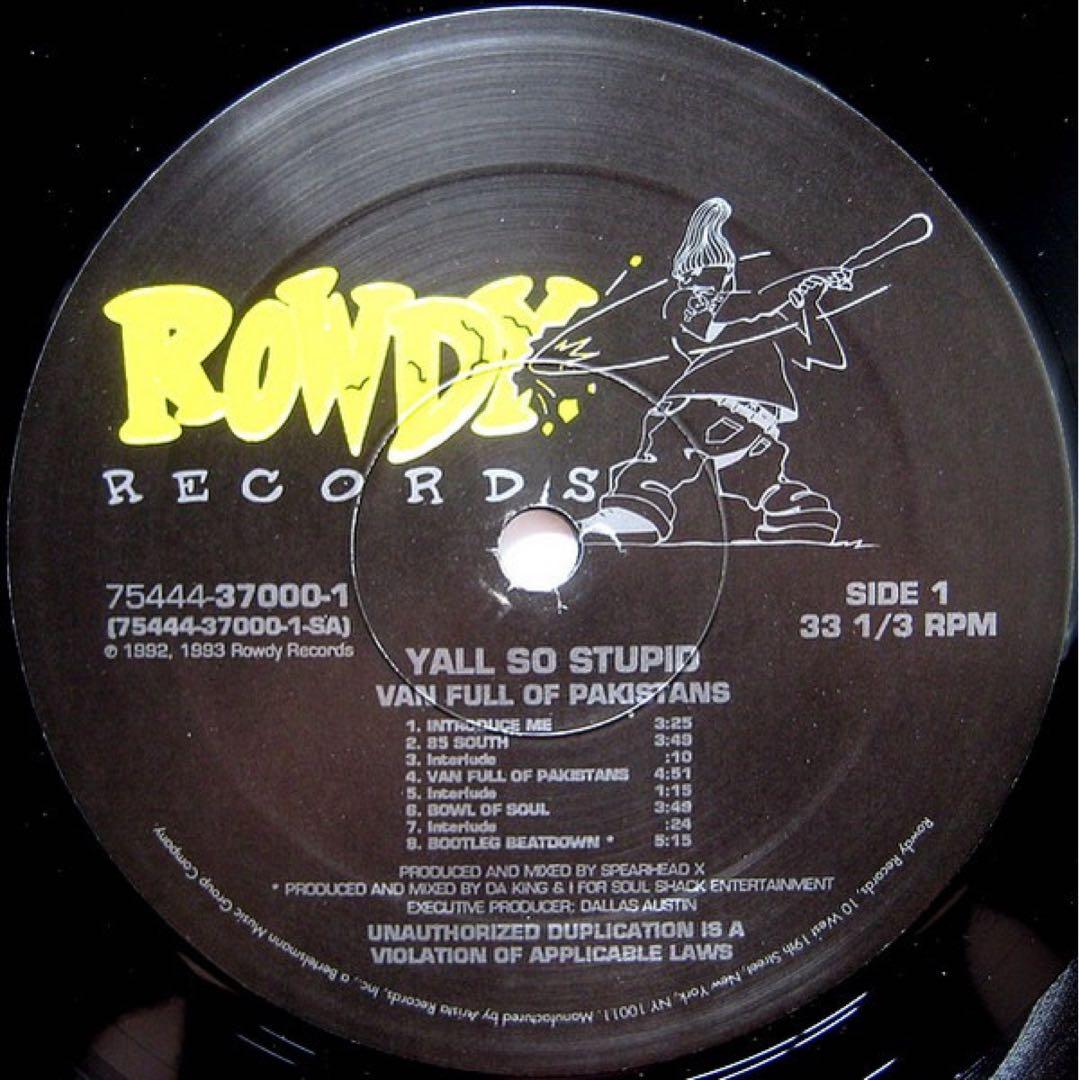 ROWDY
RECORDS
75444-37000-1
(75444-37000-1-SA)
℗ 1992, 1993 Rowdy Records
SIDE 1
33 1/3 RPM
YALL SO STUPID
VAN FULL OF PAKISTANS
1. INTRODUCE ME 3:25
2. 85 SOUTH 3:49
3. Interlude :10
4. VAN FULL OF PAKISTANS 4:51
5. Interlude 1:15
6. BOWL OF SOUL 3:49
7. Interlude :24
8. BOOTLEG BEATDOWN * 5:15
PRODUCED AND MIXED BY SPEARHEAD X
* PRODUCED AND MIXED BY DA KING & I FOR SOUL SHACK ENTERTAINMENT
EXECUTIVE PRODUCER: DALLAS AUSTIN
UNAUTHORIZED DUPLICATION IS A
VIOLATION OF APPLICABLE LAWS
Rowdy Records, 10 West 19th Street, New York, NY 10011. Manufactured by Arista Records, Inc., a Bertelsmann Music Group Company.